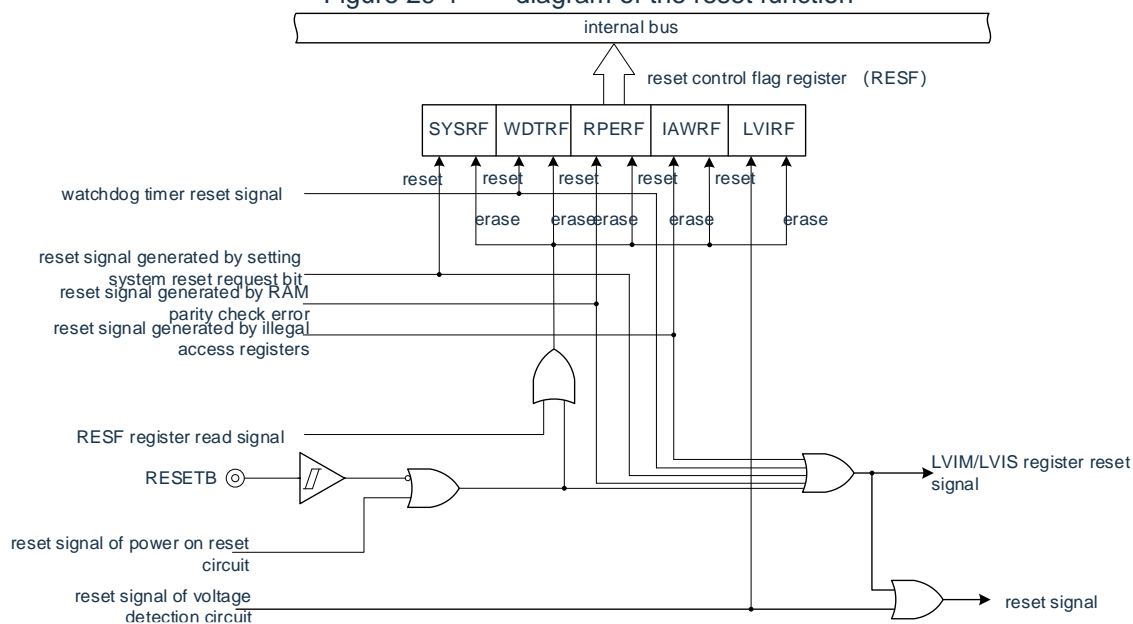 diagram of the reset function
internal bus
reset control flag register (RESF)
SYSRF WDTRF RPERF IAWRF LVIRF
reset reset reset reset reset
watchdog timer reset signal
erase erase erase erase erase
reset signal generated by setting
system reset request bit
reset signal generated by RAM
parity check error
reset signal generated by illegal
access registers
RESF register read signal
RESETB
LVIM/LVIS register reset
signal
reset signal of power on reset
circuit
reset signal of voltage
detection circuit
reset signal